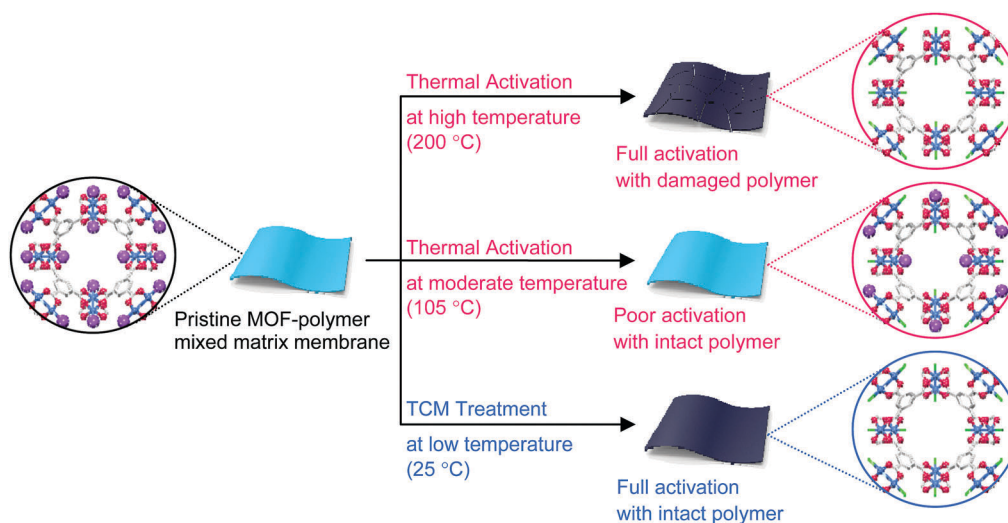 Thermal Activation
at high temperature
(200 °C)
Full activation
with damaged polymer
Pristine MOF-polymer
mixed matrix membrane
Thermal Activation
at moderate temperature
(105 °C)
Poor activation
with intact polymer
TCM Treatment
at low temperature
(25 °C)
Full activation
with intact polymer